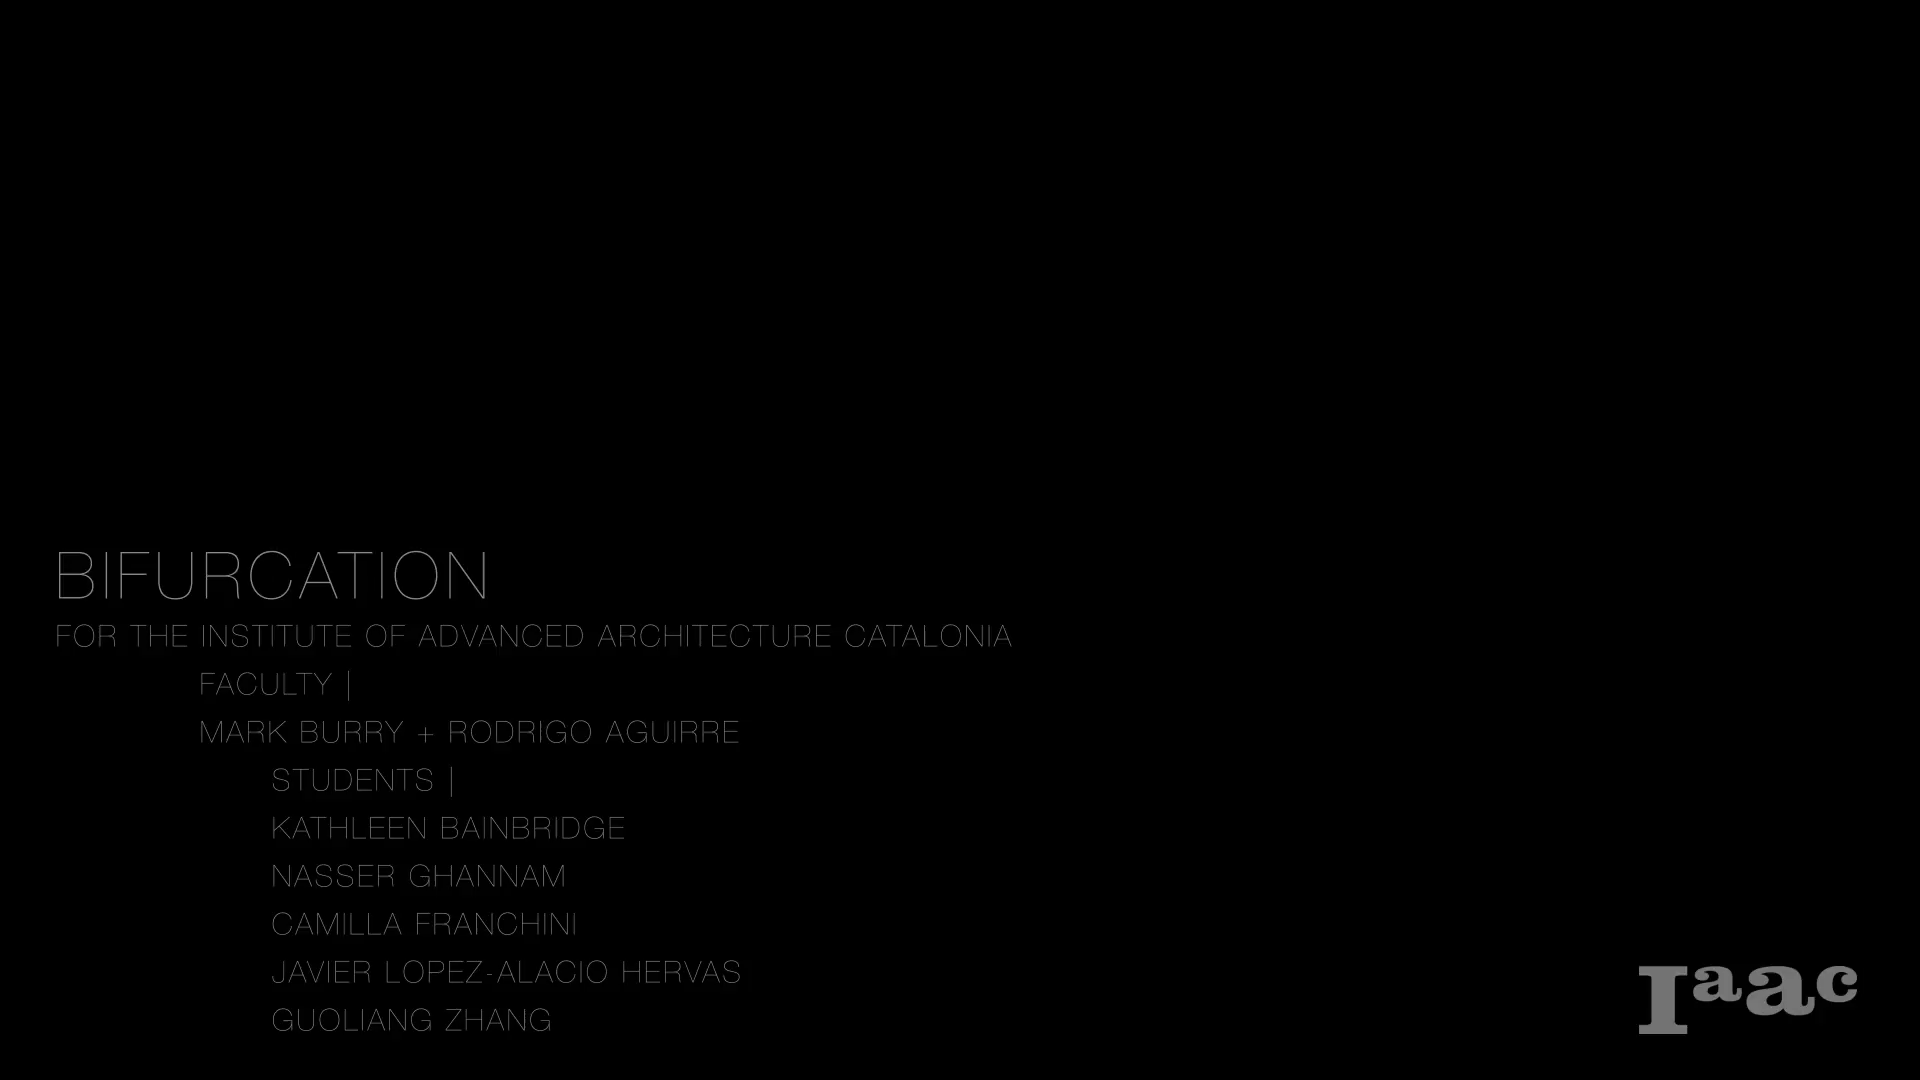 BIFURCATION
FOR THE INSTITUTE OF ADVANCED ARCHITECTURE CATALONIA
FACULTY |
MARK BURRY + RODRIGO AGUIRRE
STUDENTS |
KATHLEEN BAINBRIDGE
NASSER GHANNAM
CAMILLA FRANCHINI
JAVIER LOPEZ-ALACIO HERVAS
GUOLIANG ZHANG
Iaac